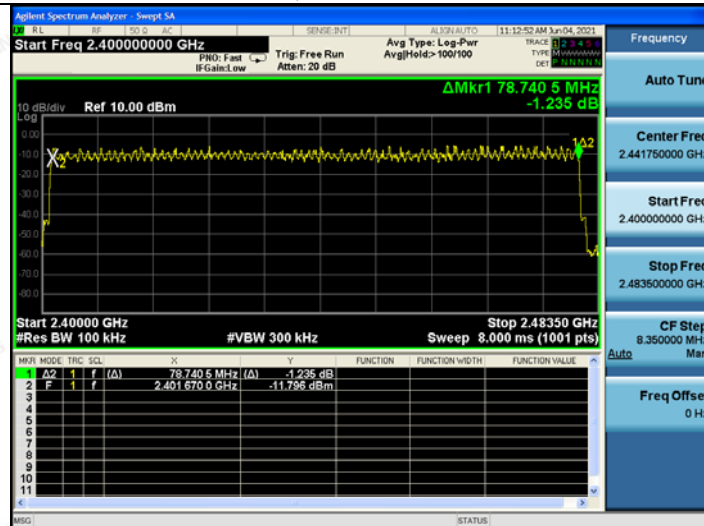 Agilent Spectrum Analyzer - Swept SA
RL RF 50 Ω AC SENSE:INT ALIGNAUTO 11:12:52 AM Jun 04, 2021
Start Freq 2.400000000 GHz
PNO: Fast
IFGain:Low
Trig: Free Run
Atten: 20 dB
Avg Type: Log-Pwr
Avg|Hold:>100/100
TRACE 1 2 3 4 5 6
TYPE
DET P N N N N N
ΔMkr1 78.740 5 MHz
-1.235 dB
10 dB/div Ref 10.00 dBm
Log
0.00
-10.0
-20.0
-30.0
-40.0
-50.0
-60.0
-70.0
-80.0
2
1Δ2
Start 2.40000 GHz Stop 2.48350 GHz
#Res BW 100 kHz #VBW 300 kHz Sweep 8.000 ms (1001 pts)
MKR MODE TRC SCL X Y FUNCTION FUNCTION WIDTH FUNCTION VALUE
1 Δ2 1 f (Δ) 78.740 5 MHz (Δ) -1.235 dB
2 F 1 f 2.401 670 0 GHz -11.796 dBm
3
4
5
6
7
8
9
10
11
MSG STATUS
Frequency
Auto Tune
Center Freq
2.441750000 GHz
Start Freq
2.400000000 GHz
Stop Freq
2.483500000 GHz
CF Step
8.350000 MHz
Auto Man
Freq Offset
0 Hz